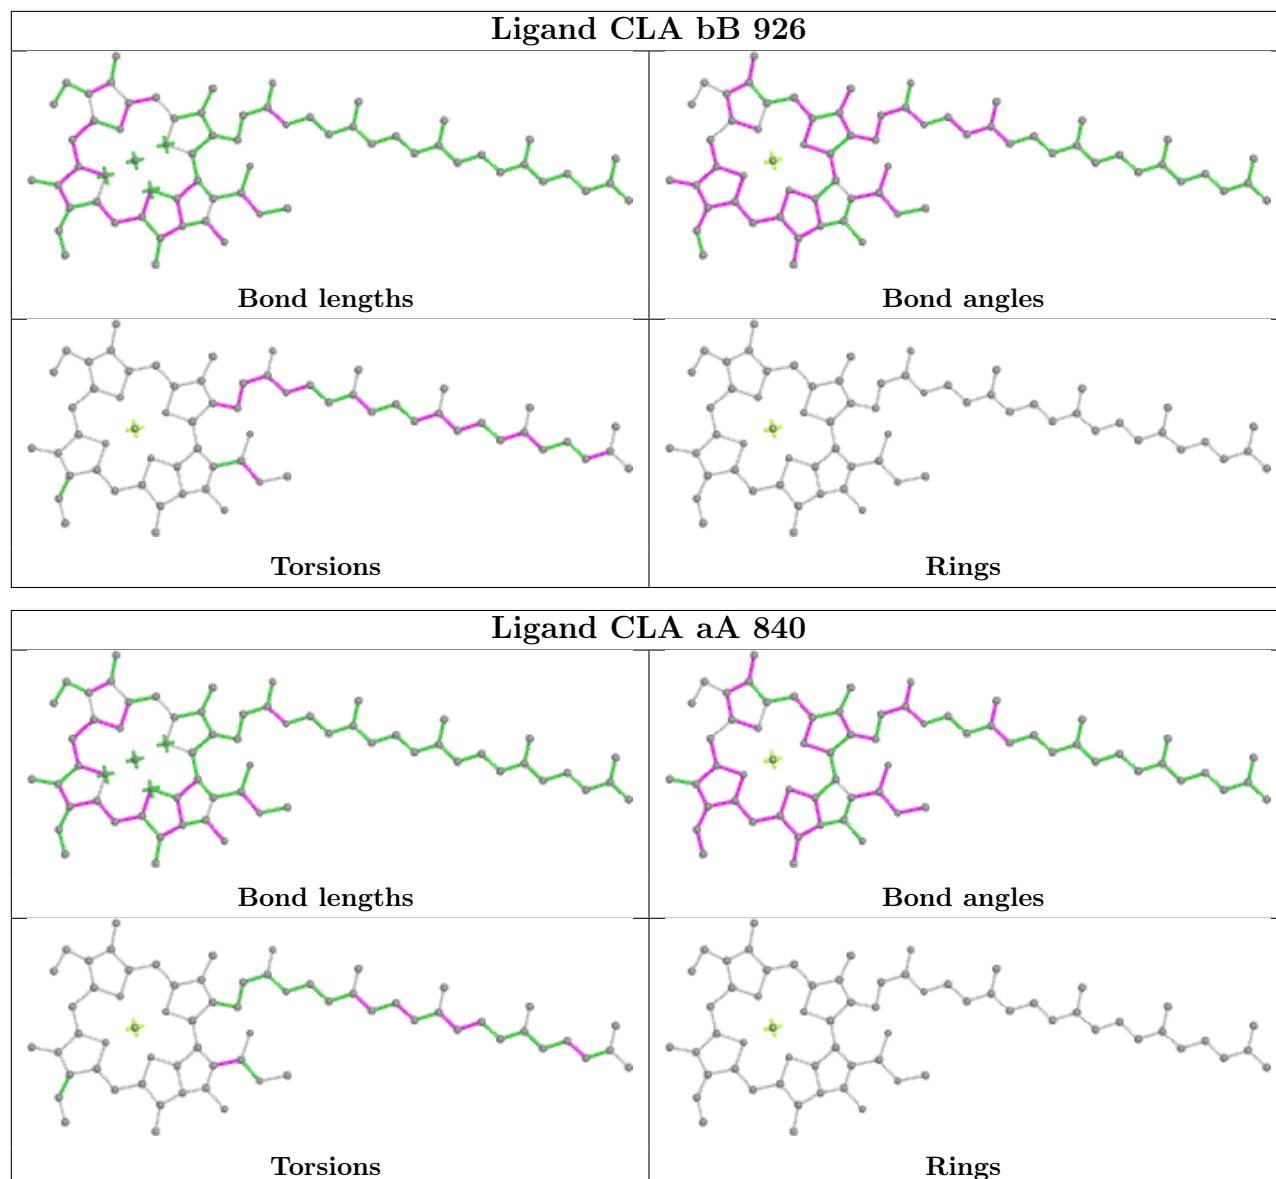 Ligand CLA bB 926
Bond lengths
Bond angles
Torsions
Rings
Ligand CLA aA 840
Bond lengths
Bond angles
Torsions
Rings